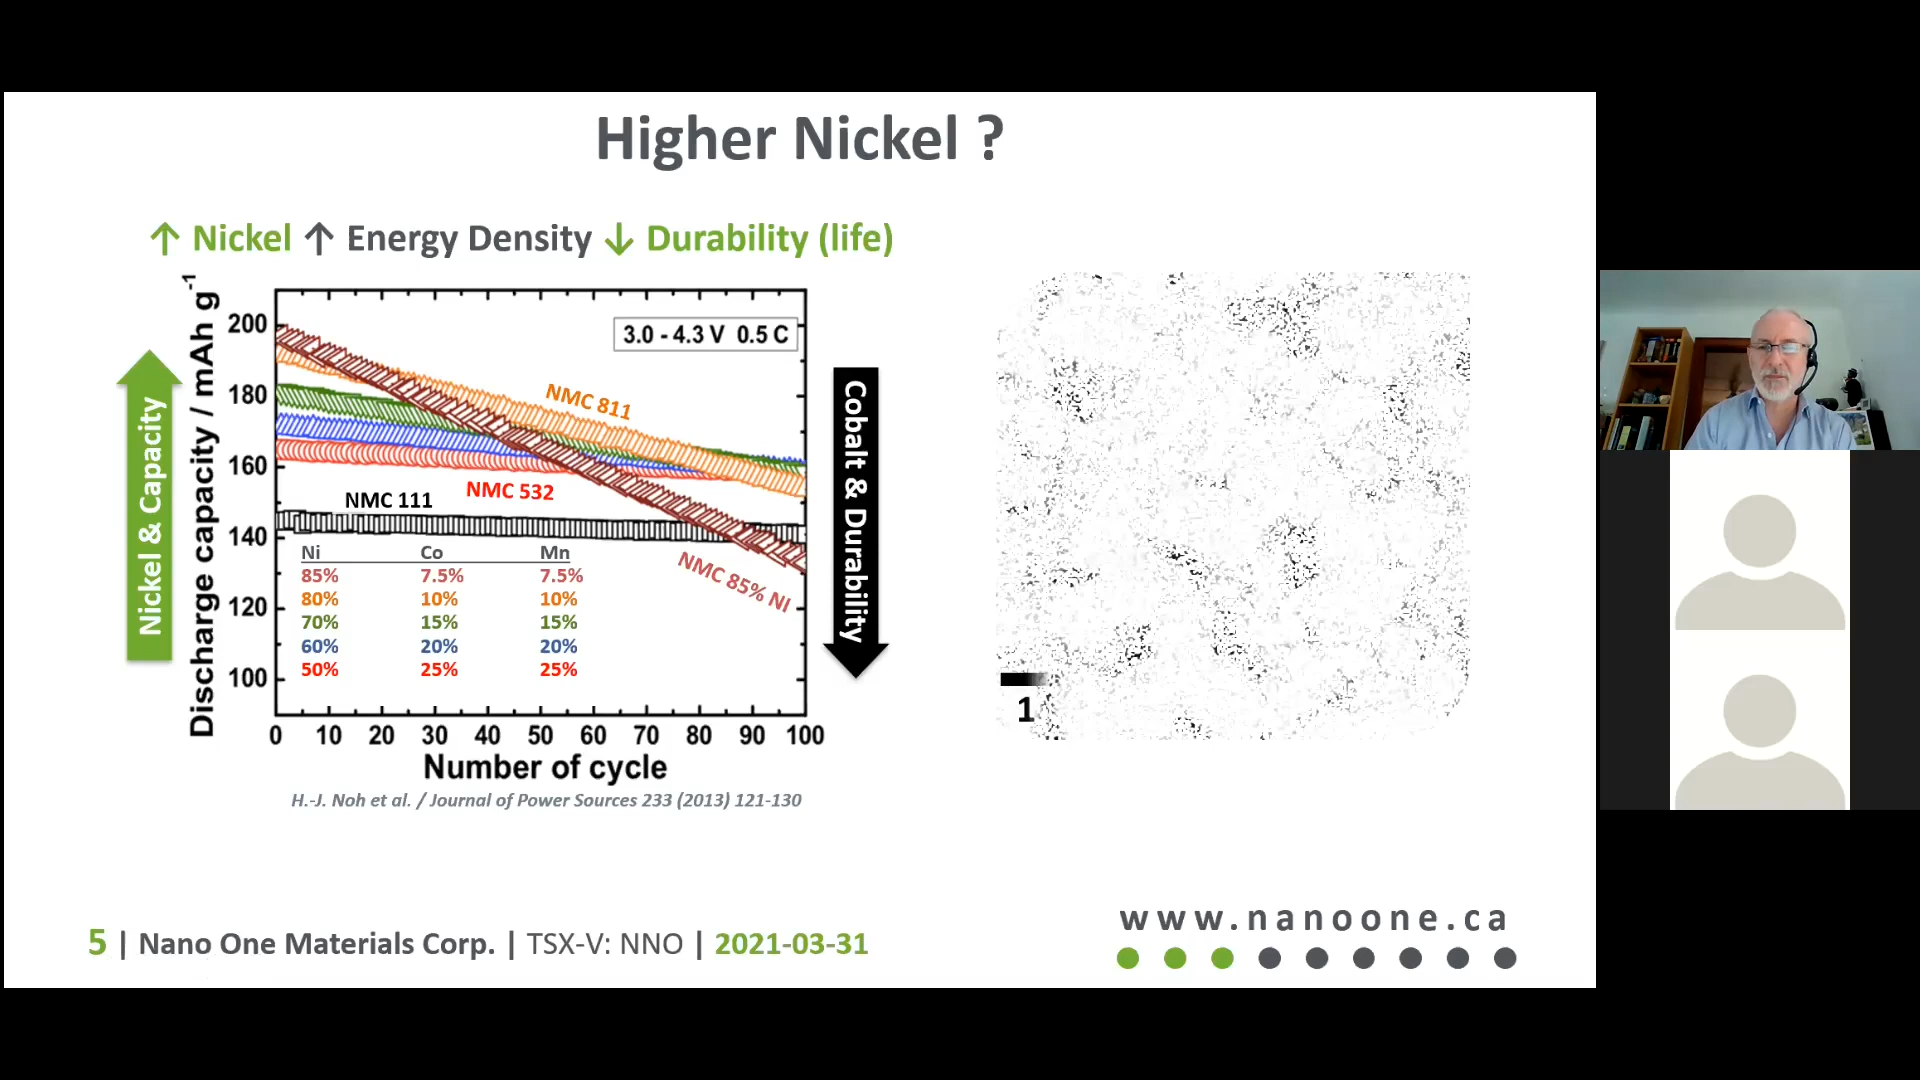 Higher Nickel ?
↑ Nickel ↑ Energy Density ↓ Durability (life)
Nickel & Capacity
Discharge capacity / mAh g-1
200
180
160
140
120
100
3.0 - 4.3 V 0.5 C
NMC 811
NMC 532
NMC 111
NMC 85% NI
Ni Co Mn
85% 7.5% 7.5%
80% 10% 10%
70% 15% 15%
60% 20% 20%
50% 25% 25%
0 10 20 30 40 50 60 70 80 90 100
Number of cycle
H.-J. Noh et al. / Journal of Power Sources 233 (2013) 121-130
Cobalt & Durability
1
5 | Nano One Materials Corp. | TSX-V: NNO | 2021-03-31
www.nanoone.ca